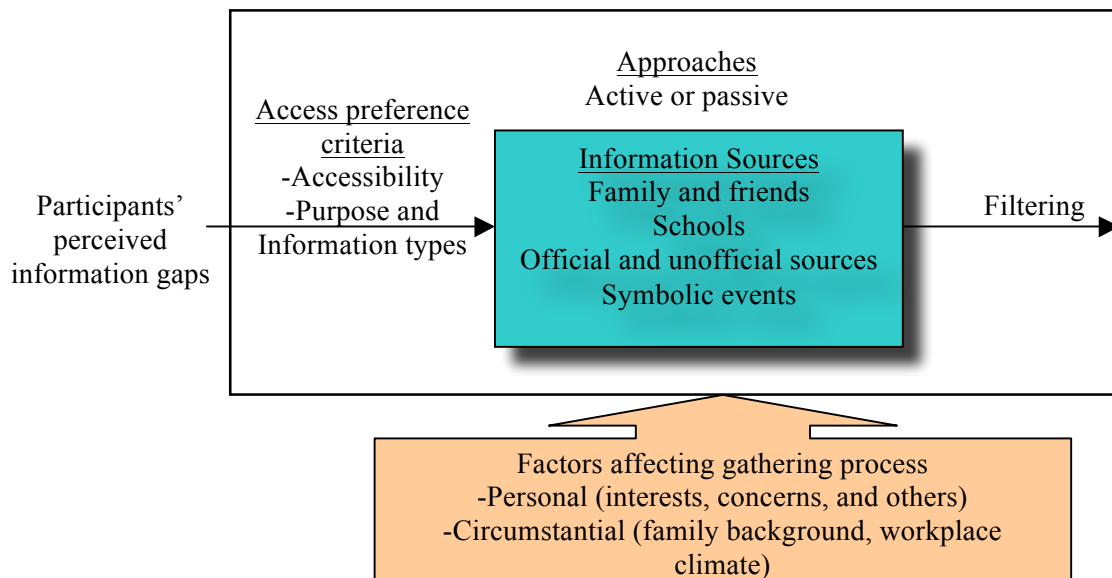 Participants’
perceived
information gaps
Access preference
criteria
-Accessibility
-Purpose and
Information types
Approaches
Active or passive
Information Sources
Family and friends
Schools
Official and unofficial sources
Symbolic events
Filtering
Factors affecting gathering process
-Personal (interests, concerns, and others)
-Circumstantial (family background, workplace
climate)